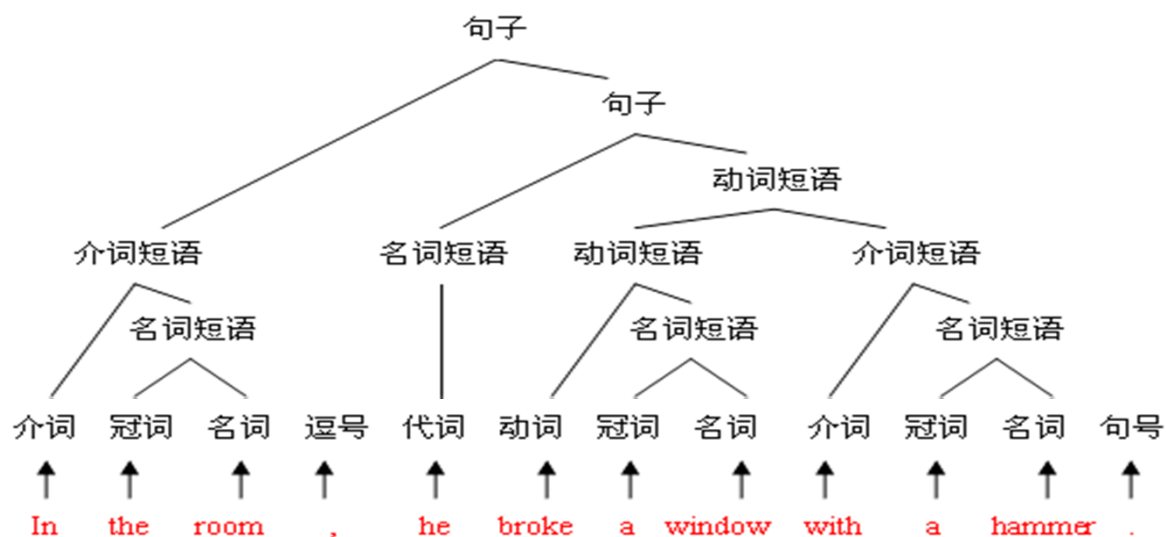 句子
句子
动词短语
介词短语 名词短语 动词短语 介词短语
名词短语 名词短语 名词短语
介词 冠词 名词 逗号 代词 动词 冠词 名词 介词 冠词 名词 句号
In the room , he broke a window with a hammer .